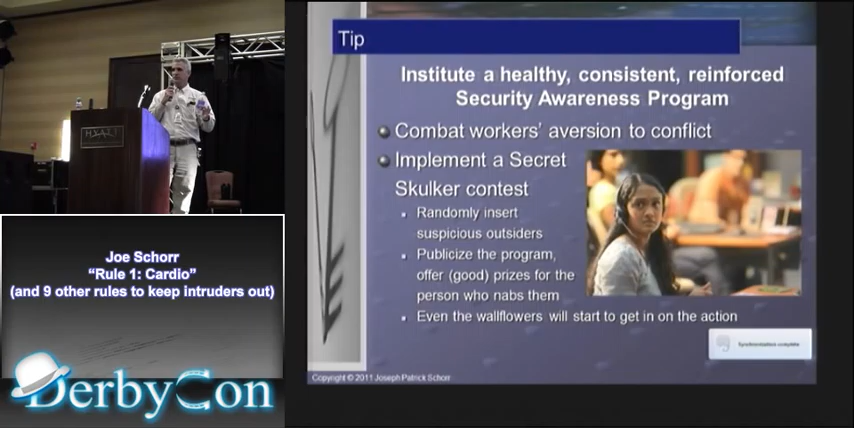 HYATT
Joe Schorr
“Rule 1: Cardio”
(and 9 other rules to keep intruders out)
DerbyCon
Tip
Institute a healthy, consistent, reinforced
Security Awareness Program
Combat workers’ aversion to conflict
Implement a Secret
Skulker contest
Randomly insert
suspicious outsiders
Publicize the program,
offer (good) prizes for the
person who nabs them
Even the wallflowers will start to get in on the action
Synchronization complete
Copyright © 2011 Joseph Patrick Schorr